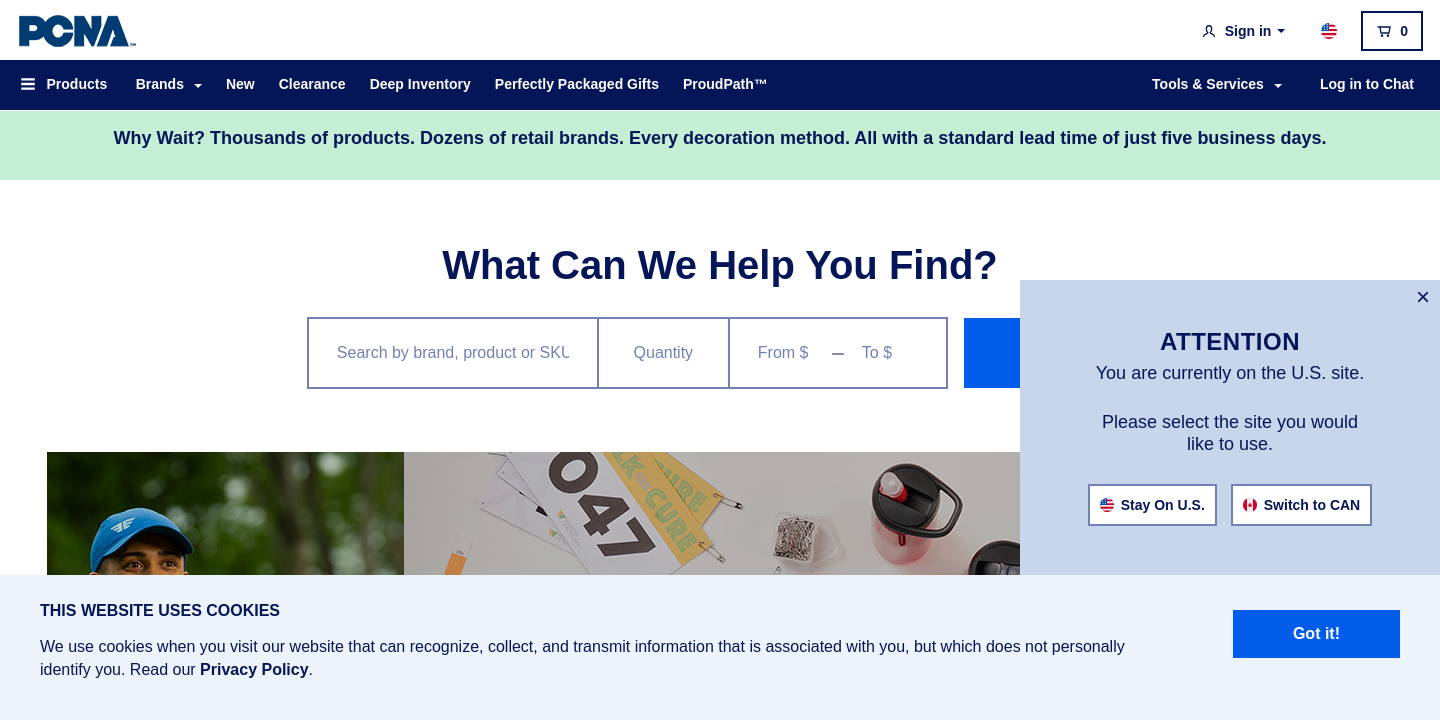 PCNA™
Sign in
0
Products
Brands
New
Clearance
Deep Inventory
Perfectly Packaged Gifts
ProudPath™
Tools & Services
Log in to Chat
Why Wait? Thousands of products. Dozens of retail brands. Every decoration method. All with a standard lead time of just five business days.
What Can We Help You Find?
Search by brand, product or SKU
Quantity
From $
– To $
×
ATTENTION
You are currently on the U.S. site.
Please select the site you would
like to use.
Stay On U.S.
Switch to CAN
047
CURE
CURE
THIS WEBSITE USES COOKIES
We use cookies when you visit our website that can recognize, collect, and transmit information that is associated with you, but which does not personally
identify you. Read our Privacy Policy.
Got it!